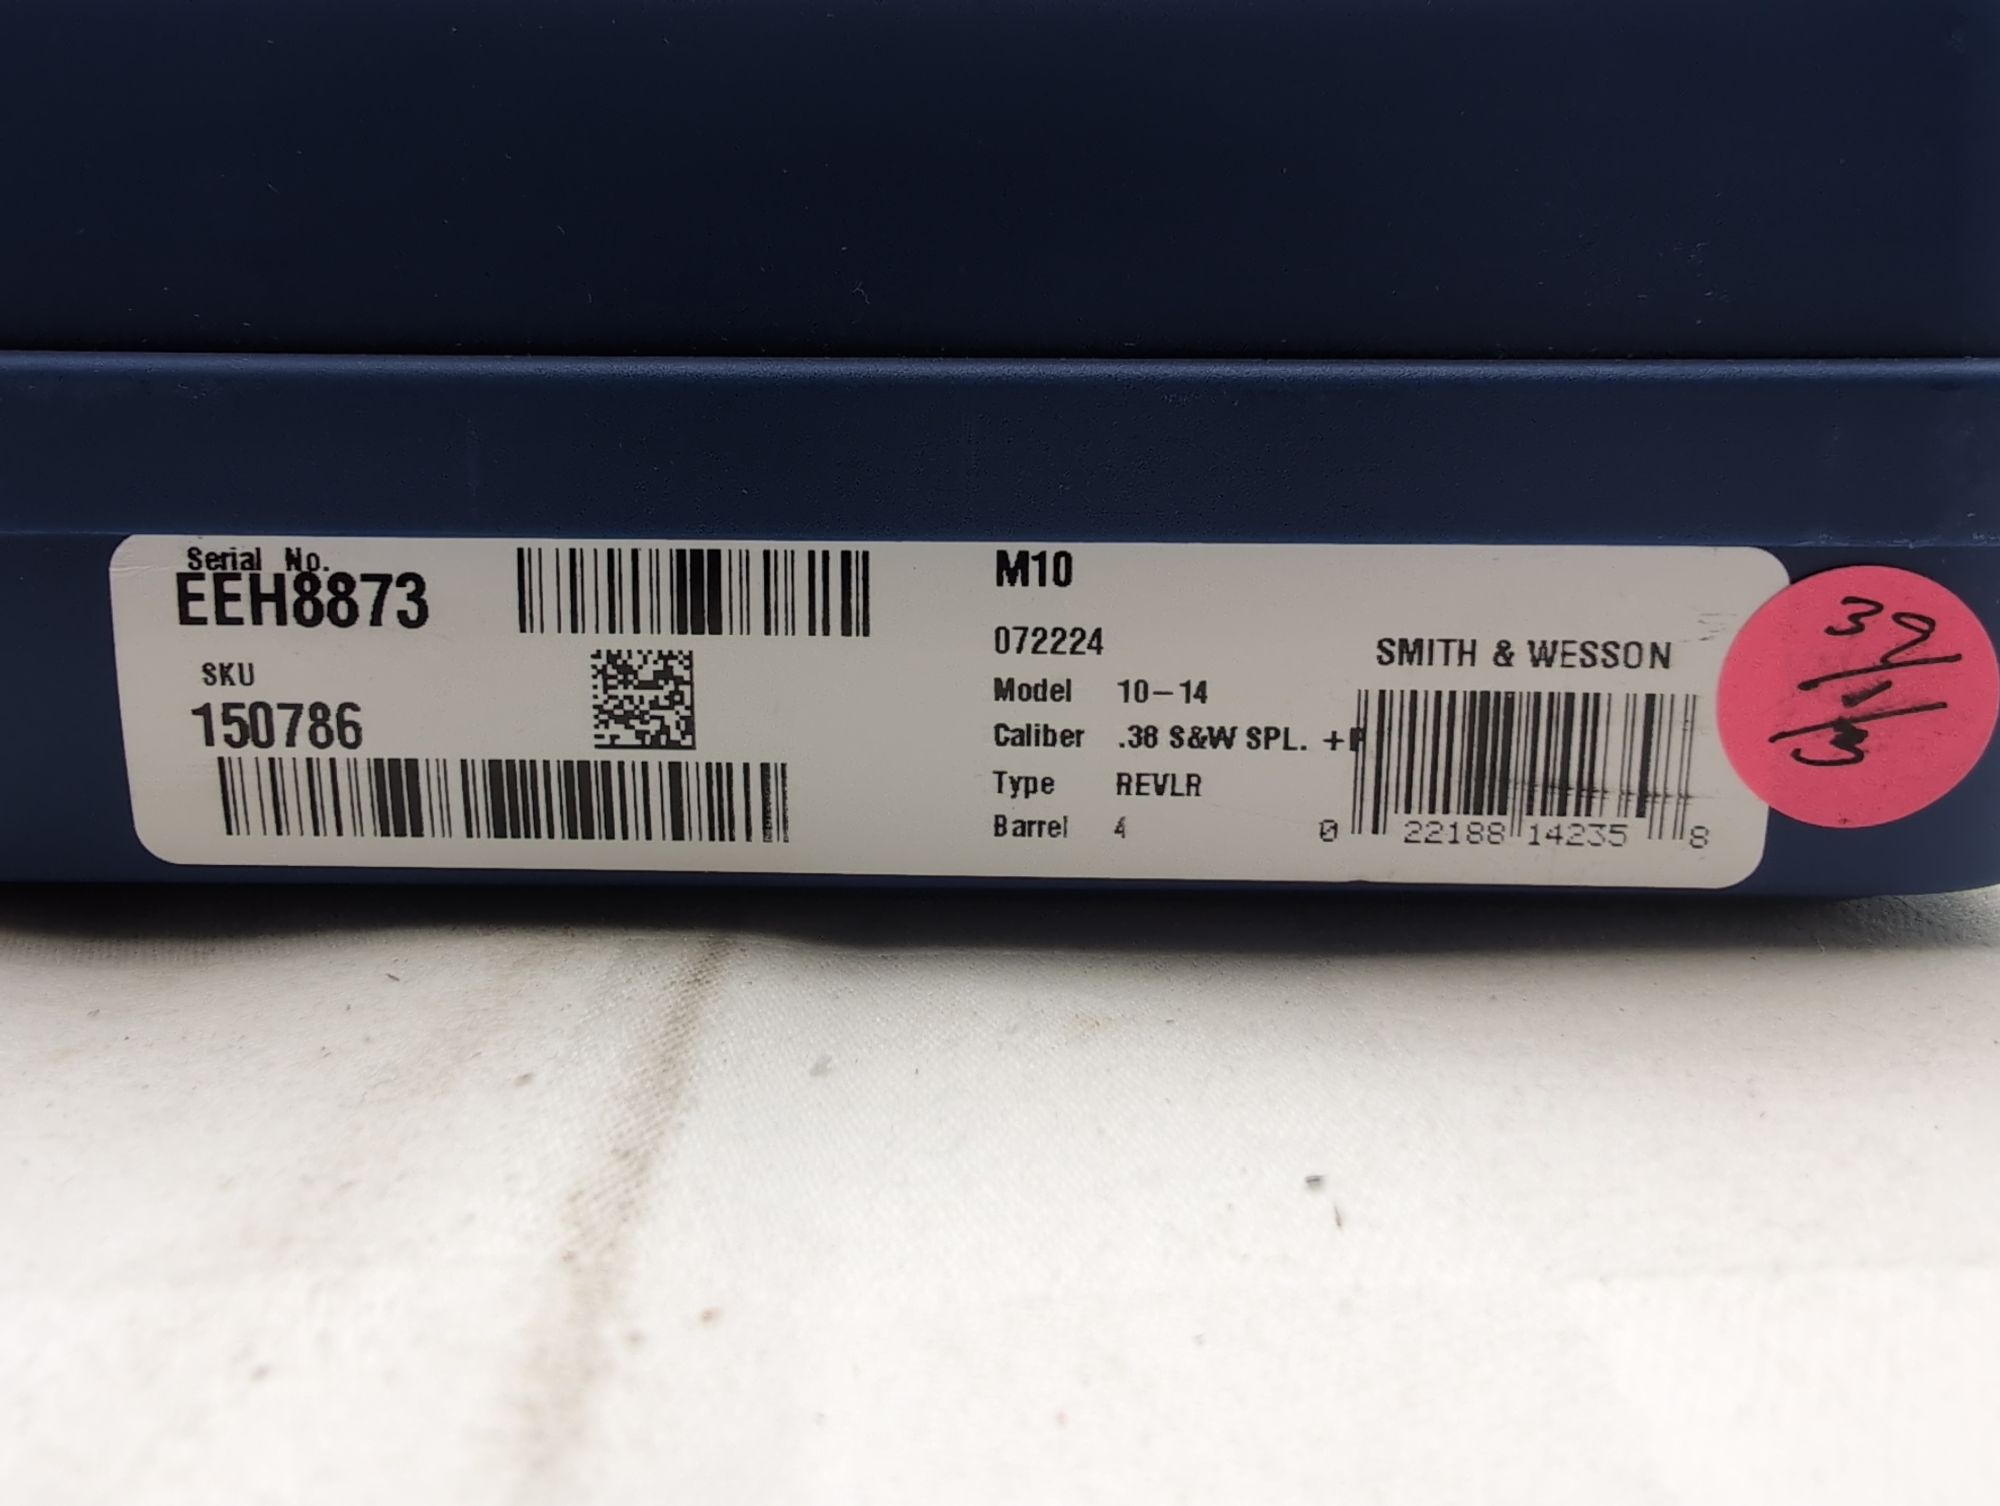 Serial No.
EEH8873
SKU
150786
M10
072224
Model 10-14
Caliber .38 S&W SPL. +P
Type REVLR
Barrel 4
SMITH & WESSON
0 22188 14235 8
39